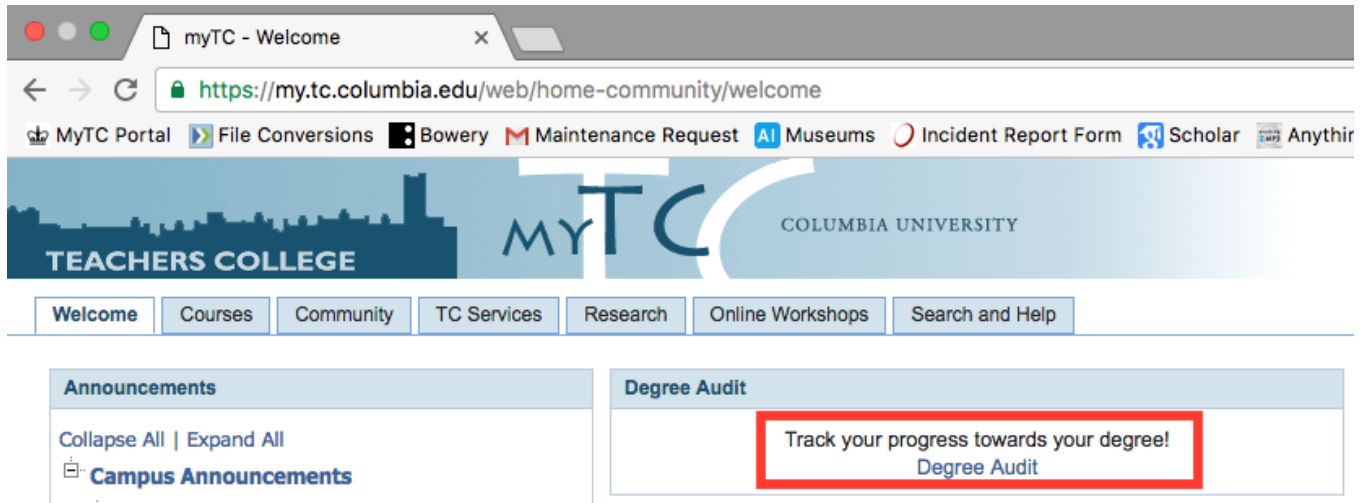 myTC - Welcome
https://my.tc.columbia.edu/web/home-community/welcome
MyTC Portal File Conversions Bowery Maintenance Request AI Museums Incident Report Form Scholar Anythin
TEACHERS COLLEGE
MYTC
COLUMBIA UNIVERSITY
Welcome Courses Community TC Services Research Online Workshops Search and Help
Announcements
Collapse All | Expand All
Campus Announcements
Degree Audit
Track your progress towards your degree!
Degree Audit